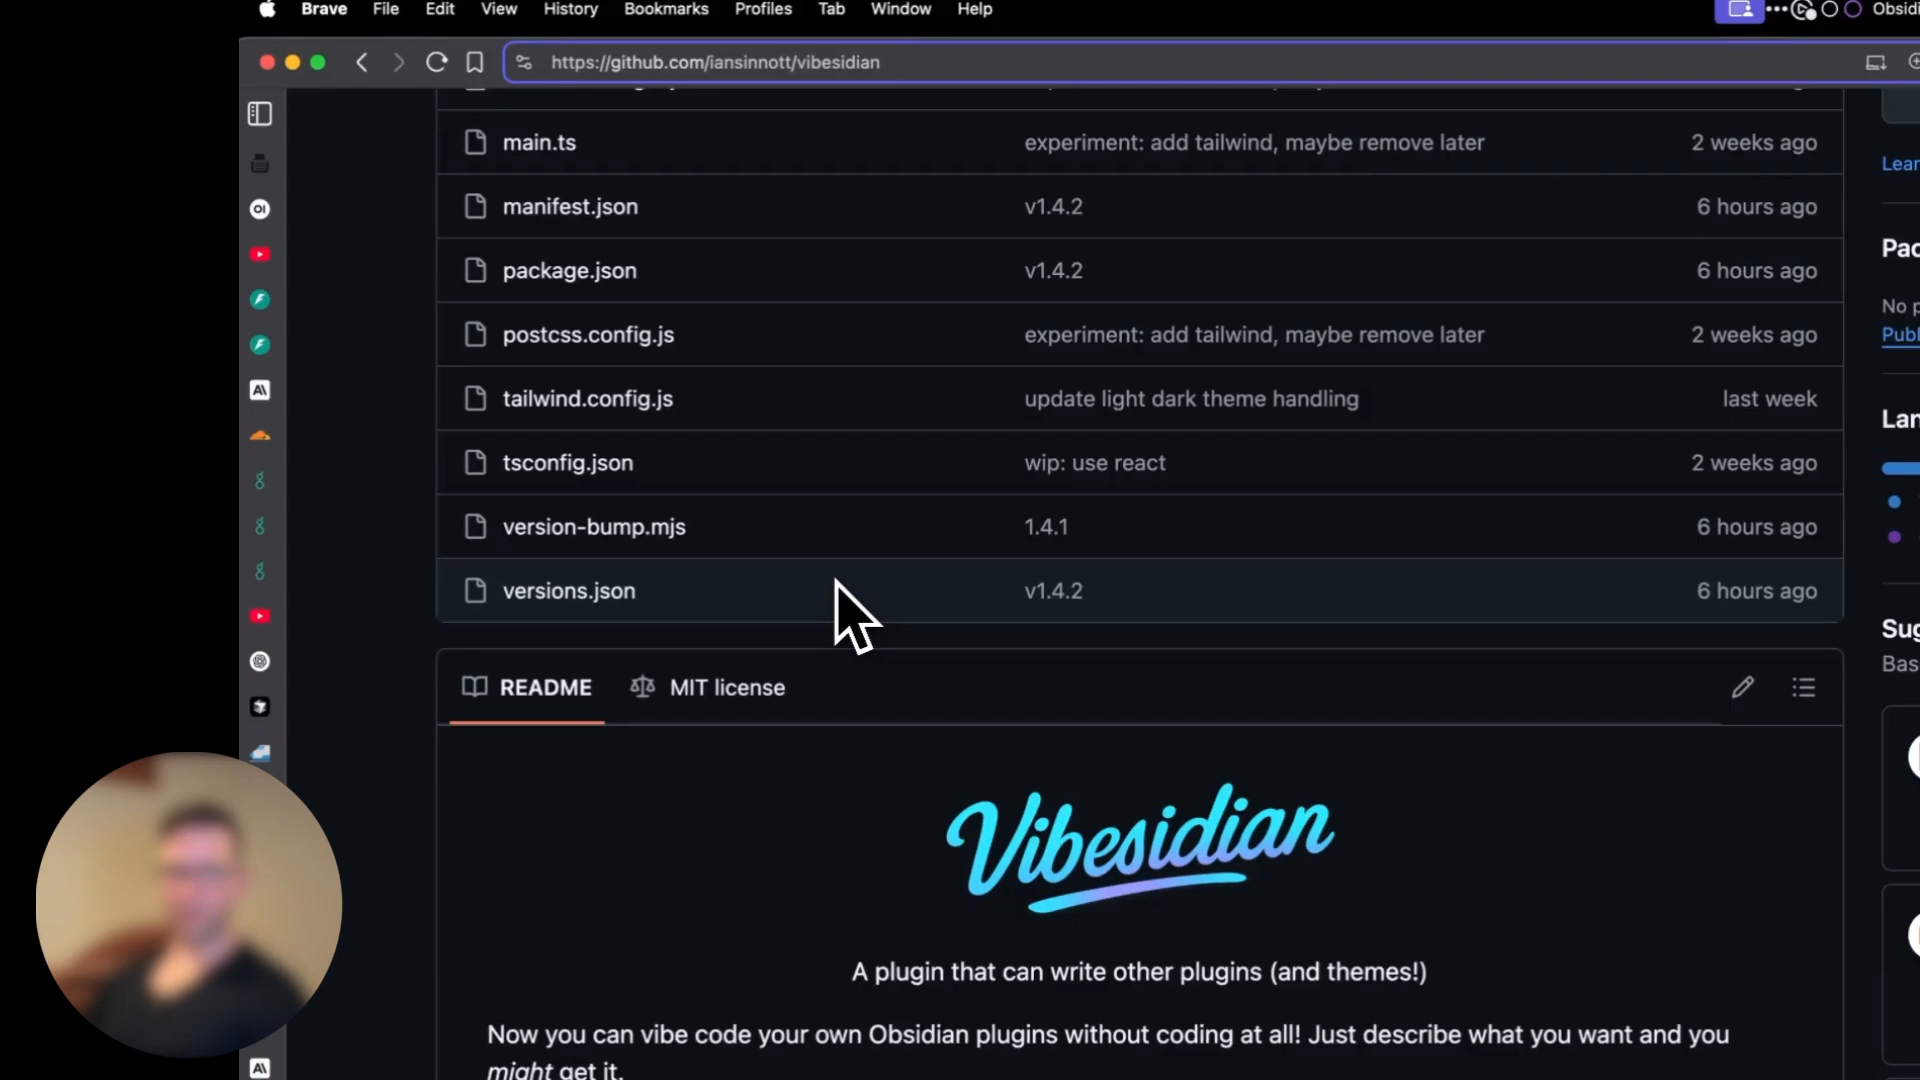 Brave File Edit View History Bookmarks Profiles Tab Window Help
https://github.com/iansinnott/vibesidian
main.ts experiment: add tailwind, maybe remove later 2 weeks ago
manifest.json v1.4.2 6 hours ago
package.json v1.4.2 6 hours ago
postcss.config.js experiment: add tailwind, maybe remove later 2 weeks ago
tailwind.config.js update light dark theme handling last week
tsconfig.json wip: use react 2 weeks ago
version-bump.mjs 1.4.1 6 hours ago
versions.json v1.4.2 6 hours ago
README MIT license
Vibesidian
A plugin that can write other plugins (and themes!)
Now you can vibe code your own Obsidian plugins without coding at all! Just describe what you want and you
might get it.
No